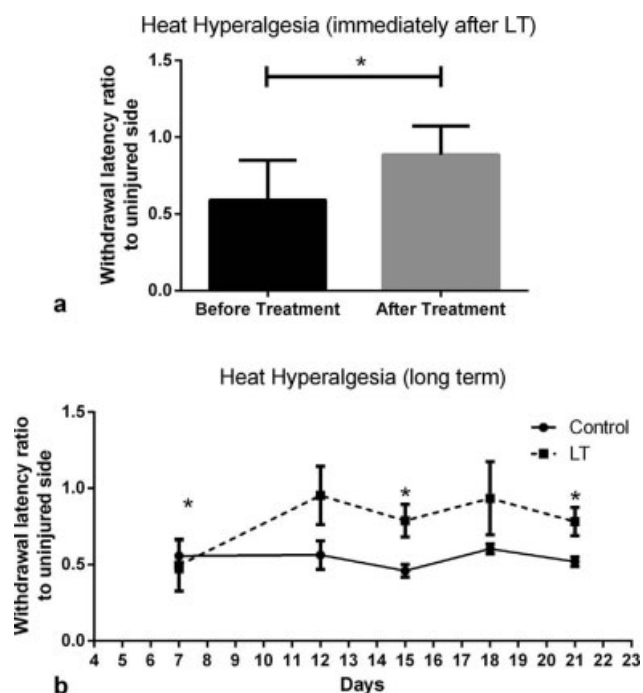 Heat Hyperalgesia (immediately after LT)
Withdrawal latency ratio
to uninjured side
1.5
1.0
0.5
0.0
*
Before Treatment After Treatment
a
Heat Hyperalgesia (long term)
Withdrawal latency ratio
to uninjured side
1.5
1.0
0.5
0.0
Control
LT
* * *
4 5 6 7 8 9 10 11 12 13 14 15 16 17 18 19 20 21 22 23
Days
b